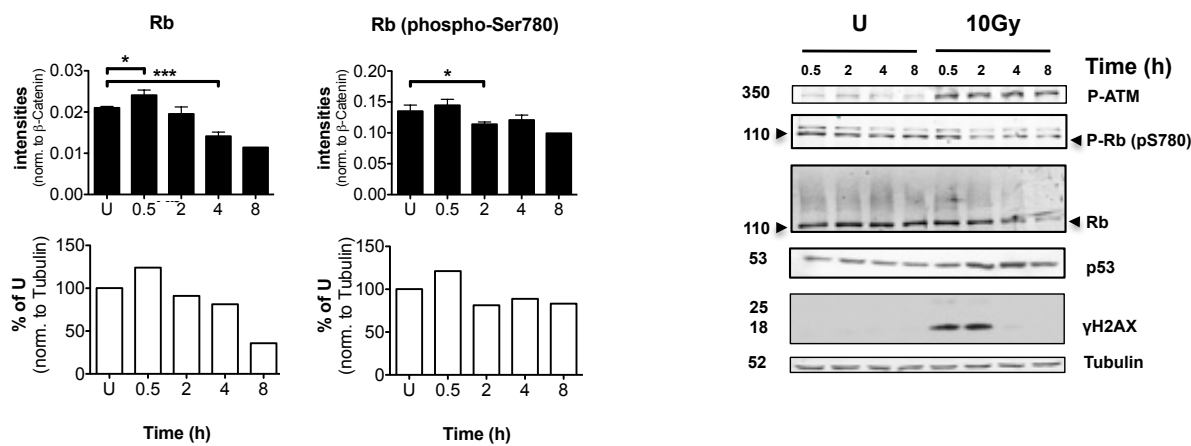 Rb
Rb (phospho-Ser780)
* ***
*
intensities
(norm. to β-Catenin)
0.03
0.02
0.01
0.00
U 0.5 2 4 8
intensities
(norm. to β-Catenin)
0.20
0.15
0.10
0.05
0.00
U 0.5 2 4 8
% of U
(norm. to Tubulin)
150
100
50
0
U 0.5 2 4 8
Time (h)
% of U
(norm. to Tubulin)
150
100
50
0
U 0.5 2 4 8
Time (h)
U 10Gy
0.5 2 4 8 0.5 2 4 8 Time (h)
350 P-ATM
110 P-Rb (pS780)
110 Rb
53 p53
25
18 γH2AX
52 Tubulin